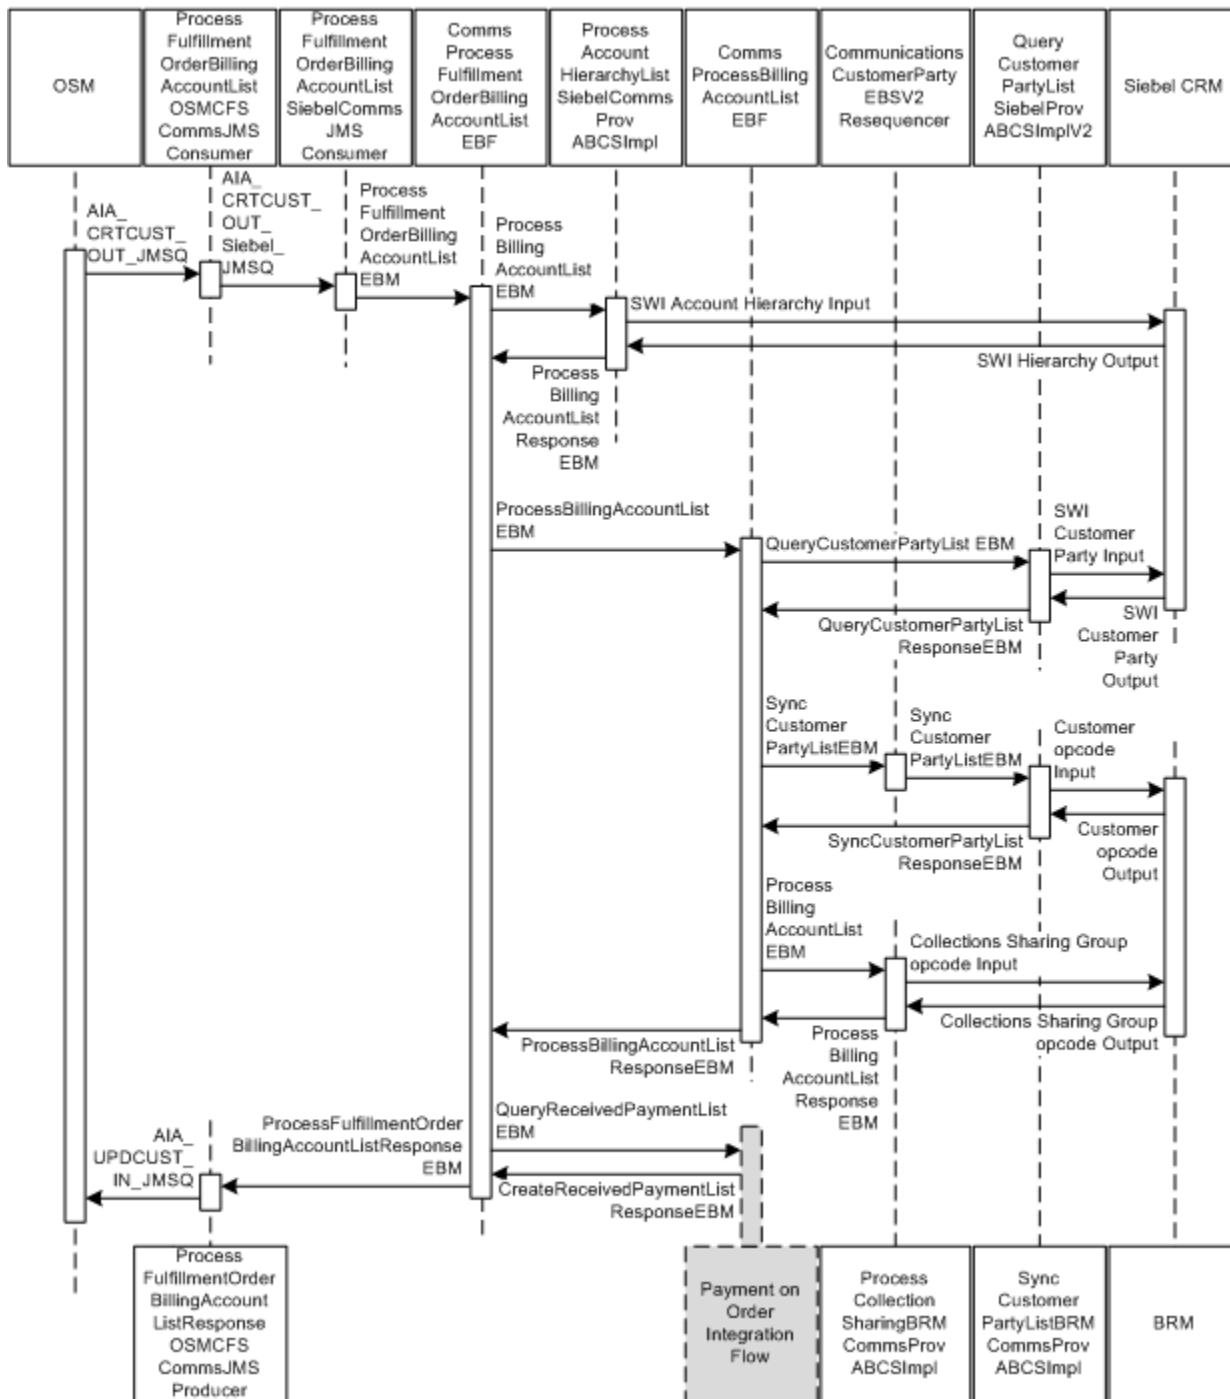 OSM
Process
Fulfillment
OrderBilling
AccountList
OSMCFS
CommsJMS
Consumer
Process
Fulfillment
OrderBilling
AccountList
SiebelComms
JMS
Consumer
Comms
Process
Fulfillment
OrderBilling
AccountList
EBF
Process
Account
HierarchyList
SiebelComms
Prov
ABCSImpl
Comms
ProcessBilling
AccountList
EBF
Communications
CustomerParty
EBSV2
Resequencer
Query
Customer
PartyList
SiebelProv
ABCSImplV2
Siebel CRM
AIA_
CRTCUST_
OUT_JMSQ
AIA_
CRTCUST_
OUT_
Siebel_
JMSQ
Process
Fulfillment
OrderBilling
AccountList
EBM
Process
Billing
AccountList
EBM
SWI Account Hierarchy Input
SWI Hierarchy Output
Process
Billing
AccountList
Response
EBM
ProcessBillingAccountList
EBM
QueryCustomerPartyList EBM
SWI
Customer
Party Input
QueryCustomerPartyList
ResponseEBM
SWI
Customer
Party
Output
Sync
Customer
PartyListEBM
Sync
Customer
PartyListEBM
Customer
opcode
Input
SyncCustomerPartyList
ResponseEBM
Customer
opcode
Output
Process
Billing
AccountList
EBM
Collections Sharing Group
opcode Input
Collections Sharing Group
opcode Output
Process
Billing
AccountList
Response
EBM
ProcessBillingAccountList
ResponseEBM
QueryReceivedPaymentList
EBM
CreateReceivedPaymentList
ResponseEBM
ProcessFulfillmentOrder
BillingAccountListResponse
EBM
AIA_
UPDCUST_
IN_JMSQ
Process
FulfillmentOrder
BillingAccount
ListResponse
OSMCFS
CommsJMS
Producer
Payment on
Order
Integration
Flow
Process
Collection
SharingBRM
CommsProv
ABCSImpl
Sync
Customer
PartyListBRM
CommsProv
ABCSImpl
BRM